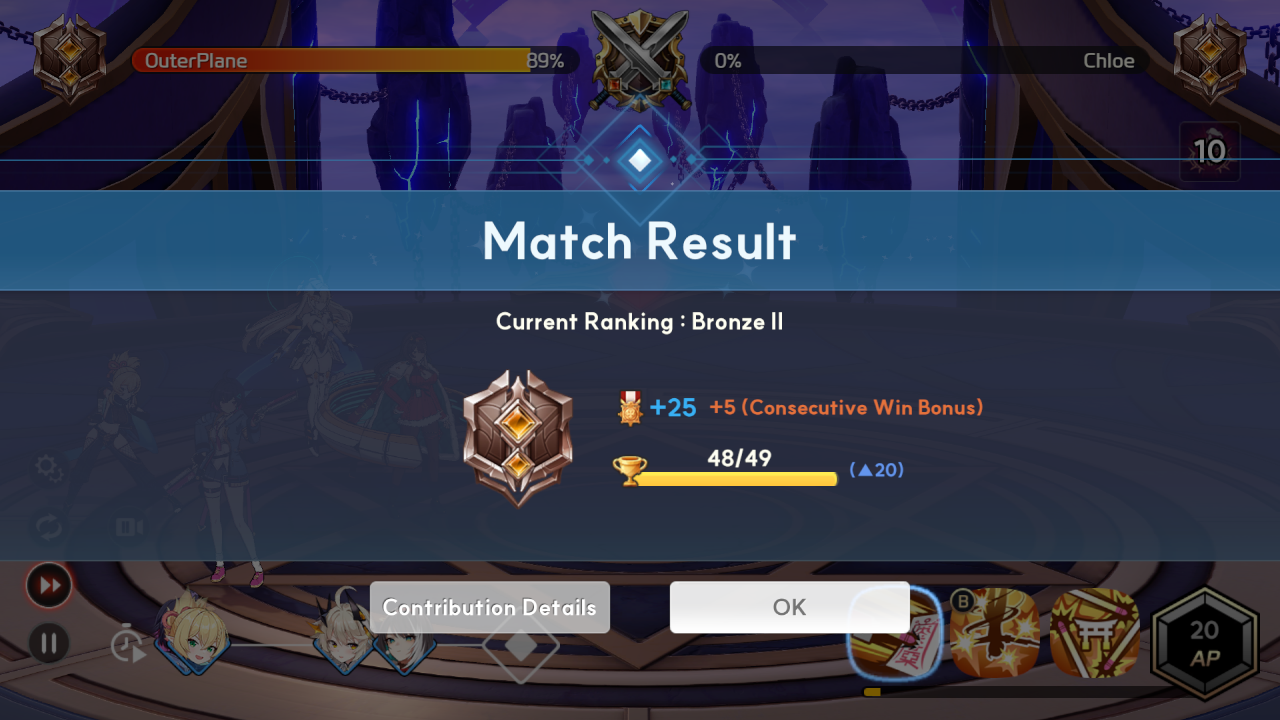 OuterPlane 89% 0% Chloe
10
Match Result
Current Ranking : Bronze II
+25 +5 (Consecutive Win Bonus)
48/49
(▲20)
Contribution Details OK
B
20
AP